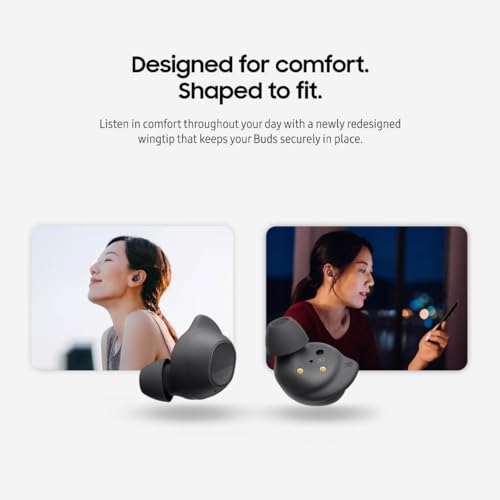 Designed for comfort.
Shaped to fit.
Listen in comfort throughout your day with a newly redesigned
wingtip that keeps your Buds securely in place.